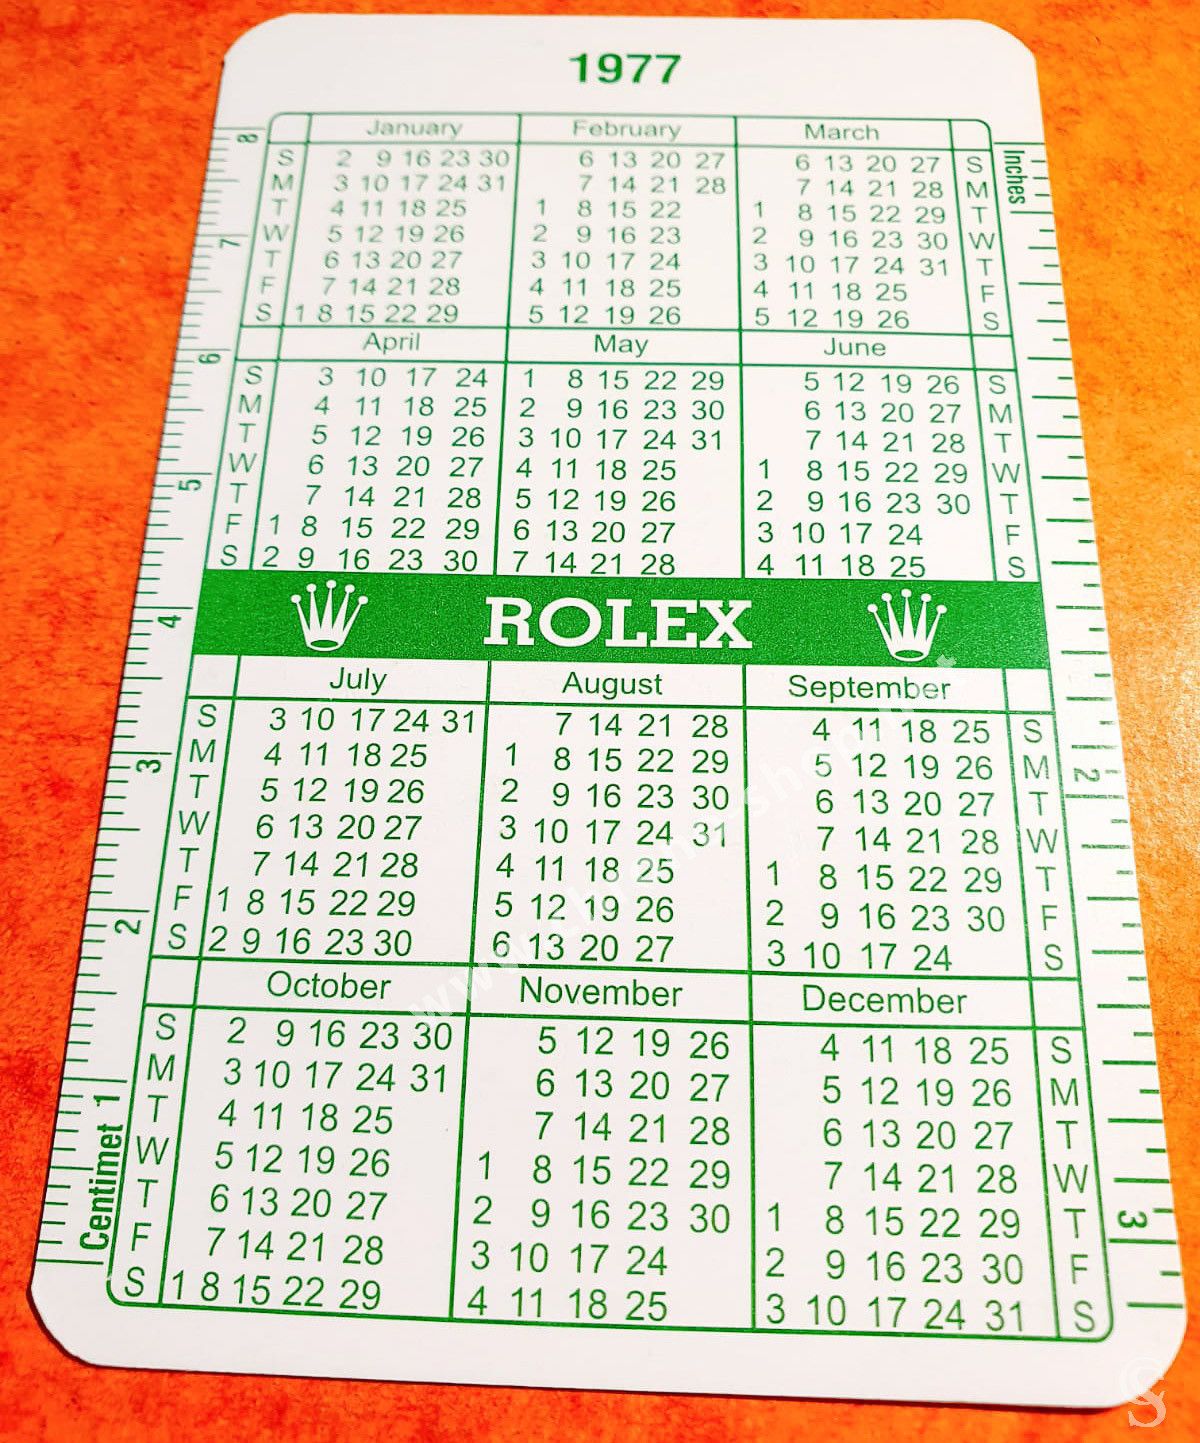 1977
January February March
8 S 2 9 16 23 30 6 13 20 27 6 13 20 27 S Inches
M 3 10 17 24 31 7 14 21 28 7 14 21 28 M
T 4 11 18 25 1 8 15 22 1 8 15 22 29 T
7 W 5 12 19 26 2 9 16 23 2 9 16 23 30 W
T 6 13 20 27 3 10 17 24 3 10 17 24 31 T
F 7 14 21 28 4 11 18 25 4 11 18 25 F
S 1 8 15 22 29 5 12 19 26 5 12 19 26 S
April May June
6 S 3 10 17 24 1 8 15 22 29 5 12 19 26 S
M 4 11 18 25 2 9 16 23 30 6 13 20 27 M
T 5 12 19 26 3 10 17 24 31 7 14 21 28 T
W 6 13 20 27 4 11 18 25 1 8 15 22 29 W
5 T 7 14 21 28 5 12 19 26 2 9 16 23 30 T
F 1 8 15 22 29 6 13 20 27 3 10 17 24 F
S 2 9 16 23 30 7 14 21 28 4 11 18 25 S
4 ROLEX
July August September
S 3 10 17 24 31 7 14 21 28 4 11 18 25 S
3 M 4 11 18 25 1 8 15 22 29 5 12 19 26 M 2
T 5 12 19 26 2 9 16 23 30 6 13 20 27 T
W 6 13 20 27 3 10 17 24 31 7 14 21 28 W
T 7 14 21 28 4 11 18 25 1 8 15 22 29 T
2 F 1 8 15 22 29 5 12 19 26 2 9 16 23 30 F
S 2 9 16 23 30 6 13 20 27 3 10 17 24 S
October November December
S 2 9 16 23 30 5 12 19 26 4 11 18 25 S
M 3 10 17 24 31 6 13 20 27 5 12 19 26 M
Centimet 1 T 4 11 18 25 7 14 21 28 6 13 20 27 T
W 5 12 19 26 1 8 15 22 29 7 14 21 28 W
T 6 13 20 27 2 9 16 23 30 1 8 15 22 29 T 3
F 7 14 21 28 3 10 17 24 2 9 16 23 30 F
S 1 8 15 22 29 4 11 18 25 3 10 17 24 31 S